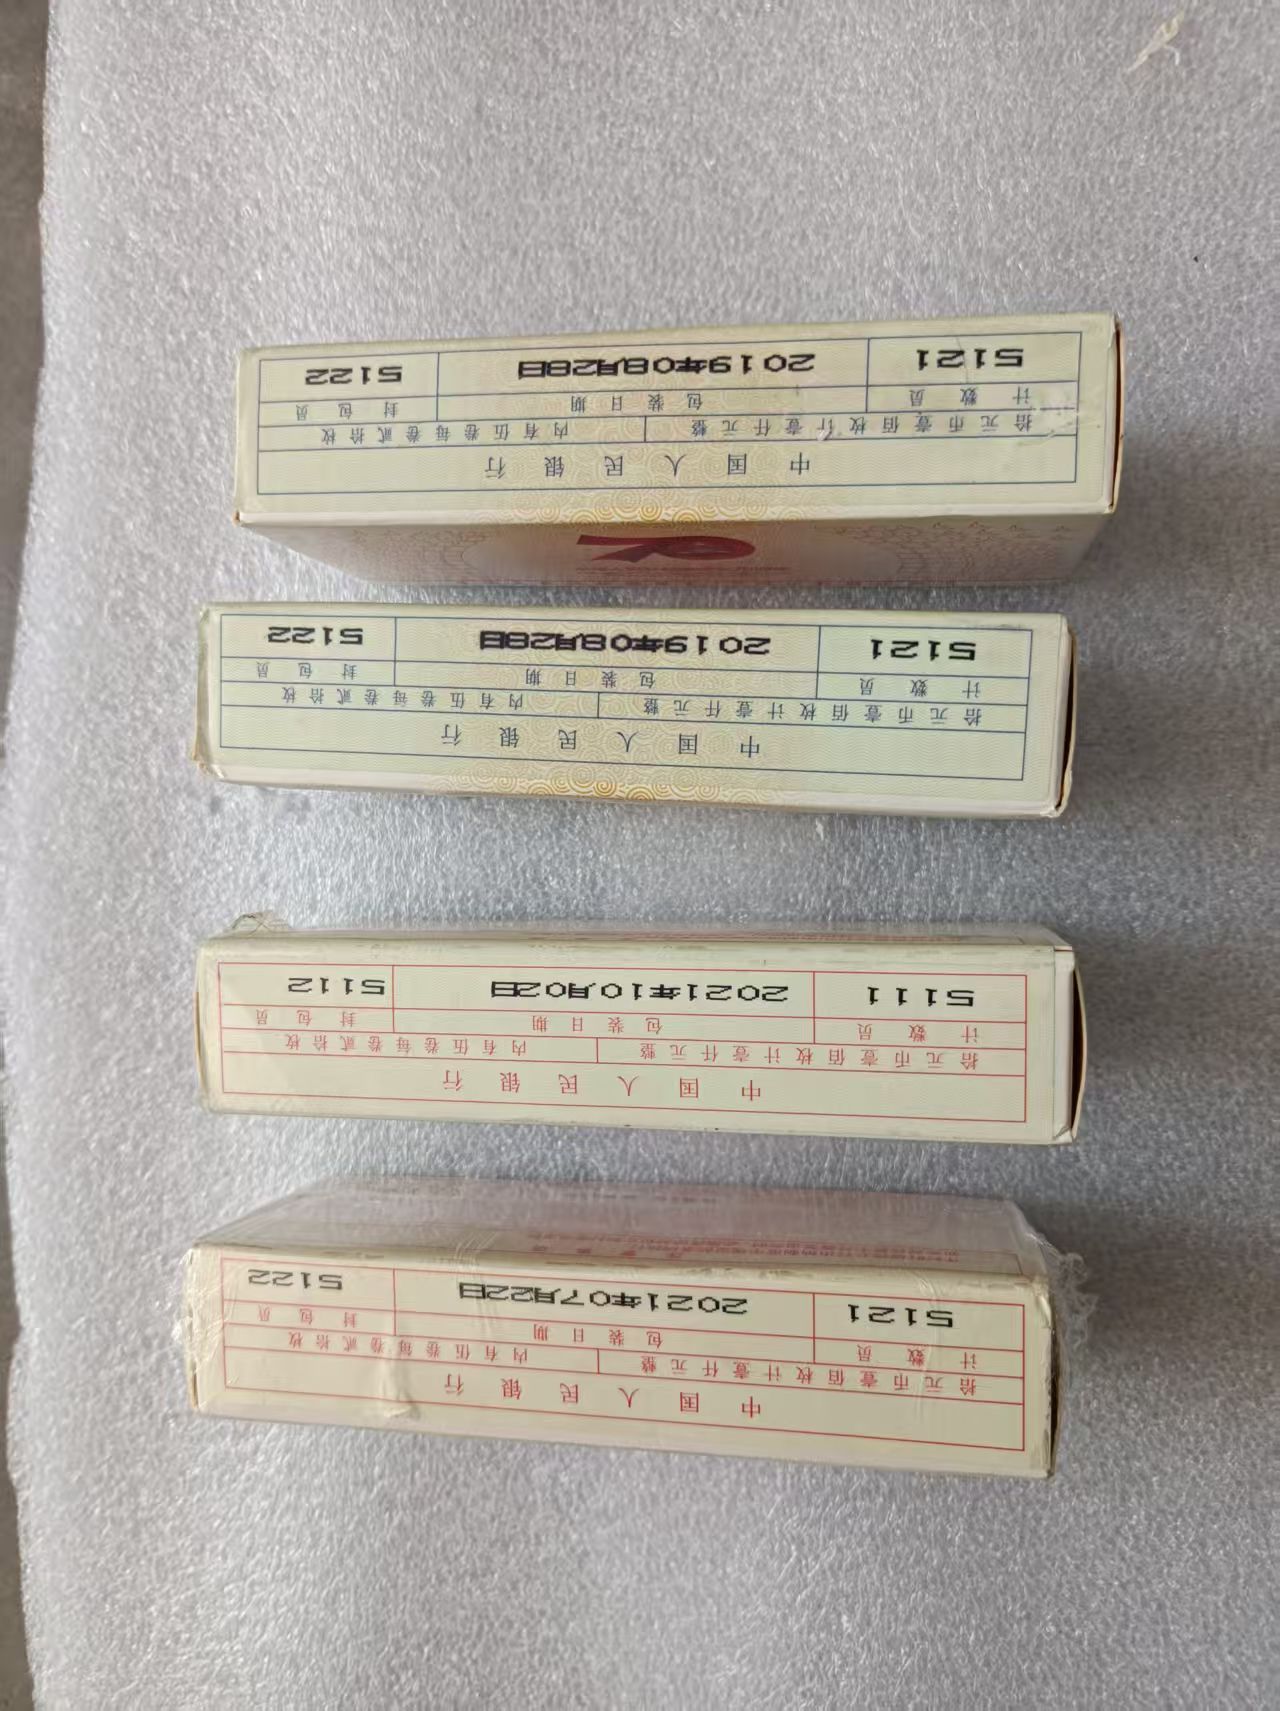 中国人民银行
拾元币壹佰枚计壹仟元整 内有伍卷每卷贰拾枚
计数员 包装日期 封包员
5121 2021年07月22日 5122
中国人民银行
拾元币壹佰枚计壹仟元整 内有伍卷每卷贰拾枚
计数员 包装日期 封包员
5111 2021年10月02日 5112
中国人民银行
拾元币壹佰枚计壹仟元整 内有伍卷每卷贰拾枚
计数员 包装日期 封包员
5121 2019年08月28日 5122
70
中国人民银行
拾元币壹佰枚计壹仟元整 内有伍卷每卷贰拾枚
计数员 包装日期 封包员
5121 2019年08月28日 5122